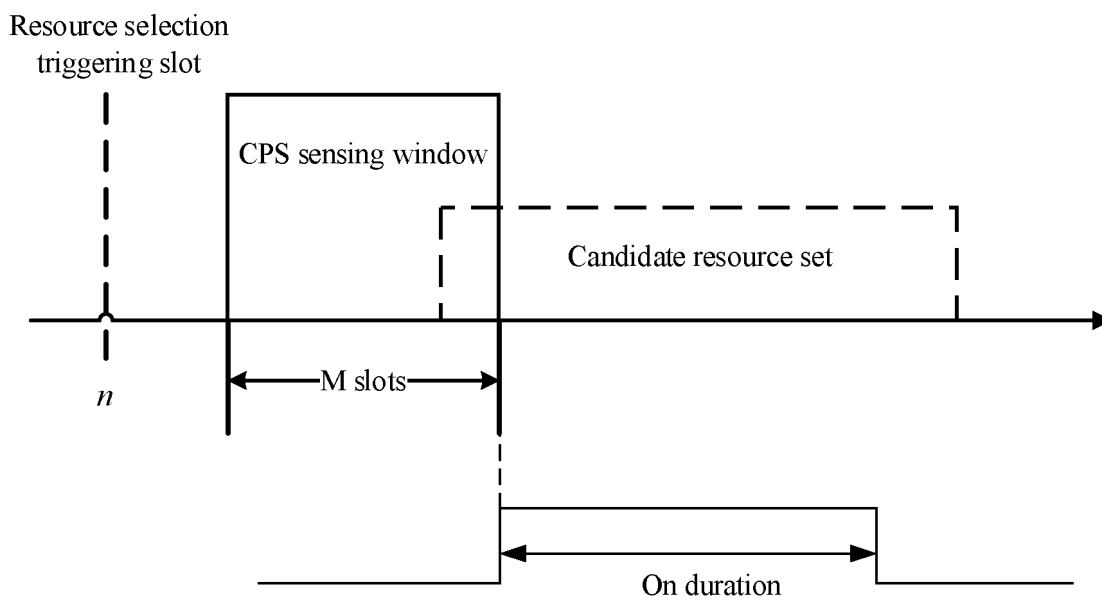 Resource selection
triggering slot
CPS sensing window
Candidate resource set
M slots
n
On duration